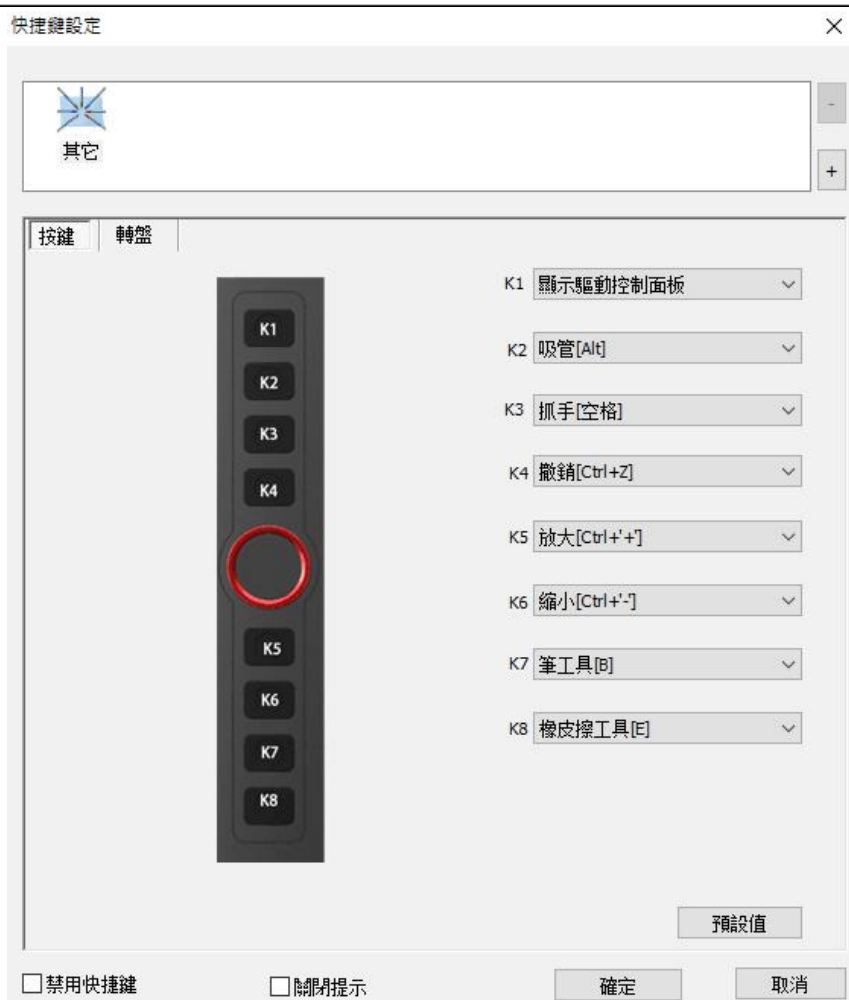 快捷鍵設定
-
其它
+
按鍵 轉盤
K1 顯示驅動控制面板
K1
K2 吸管[Alt]
K2
K3 抓手[空格]
K3
K4 撤銷[Ctrl+Z]
K4
K5 放大[Ctrl+'+']
K6 縮小[Ctrl+'-']
K5
K7 筆工具[B]
K6
K8 橡皮擦工具[E]
K7
K8
預設值
禁用快捷鍵 關閉提示 確定 取消